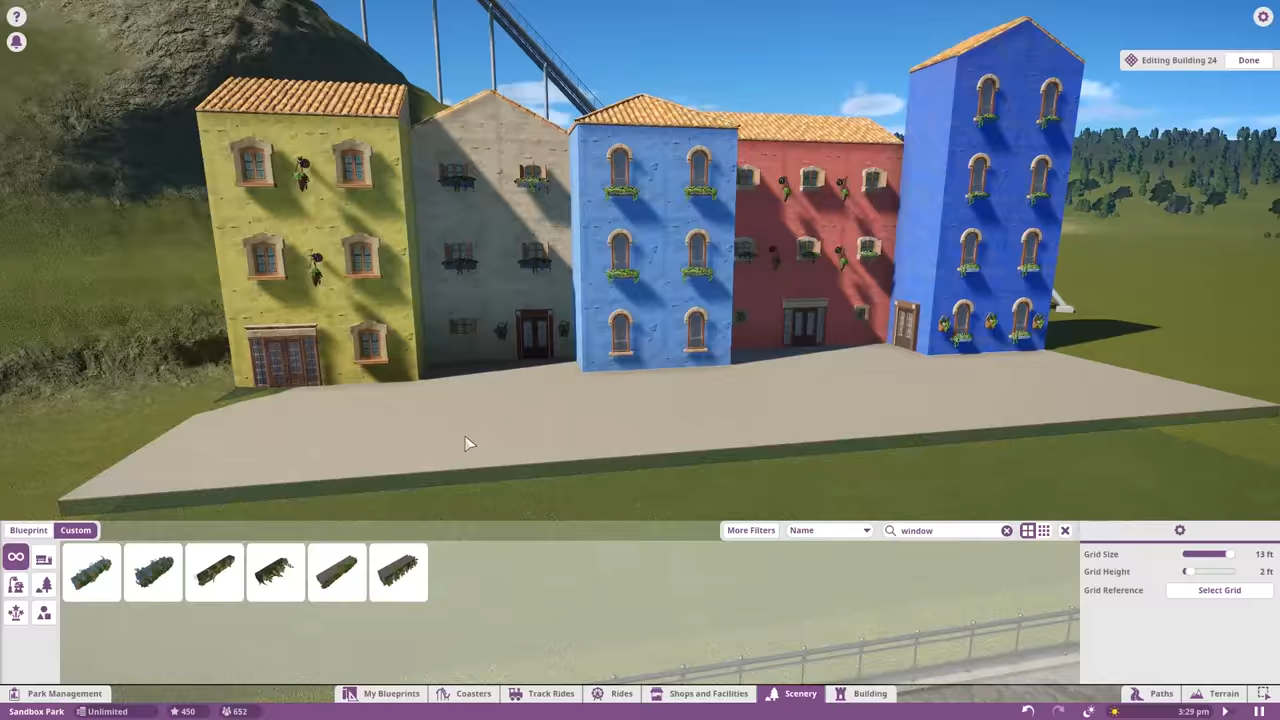 ?
Editing Building 24 Done
Blueprint Custom
More Filters Name window
Grid Size 13 ft
Grid Height 2 ft
Grid Reference Select Grid
Park Management My Blueprints Coasters Track Rides Rides Shops and Facilities Scenery Building Paths Terrain
Sandbox Park Unlimited 450 652 3:29 pm